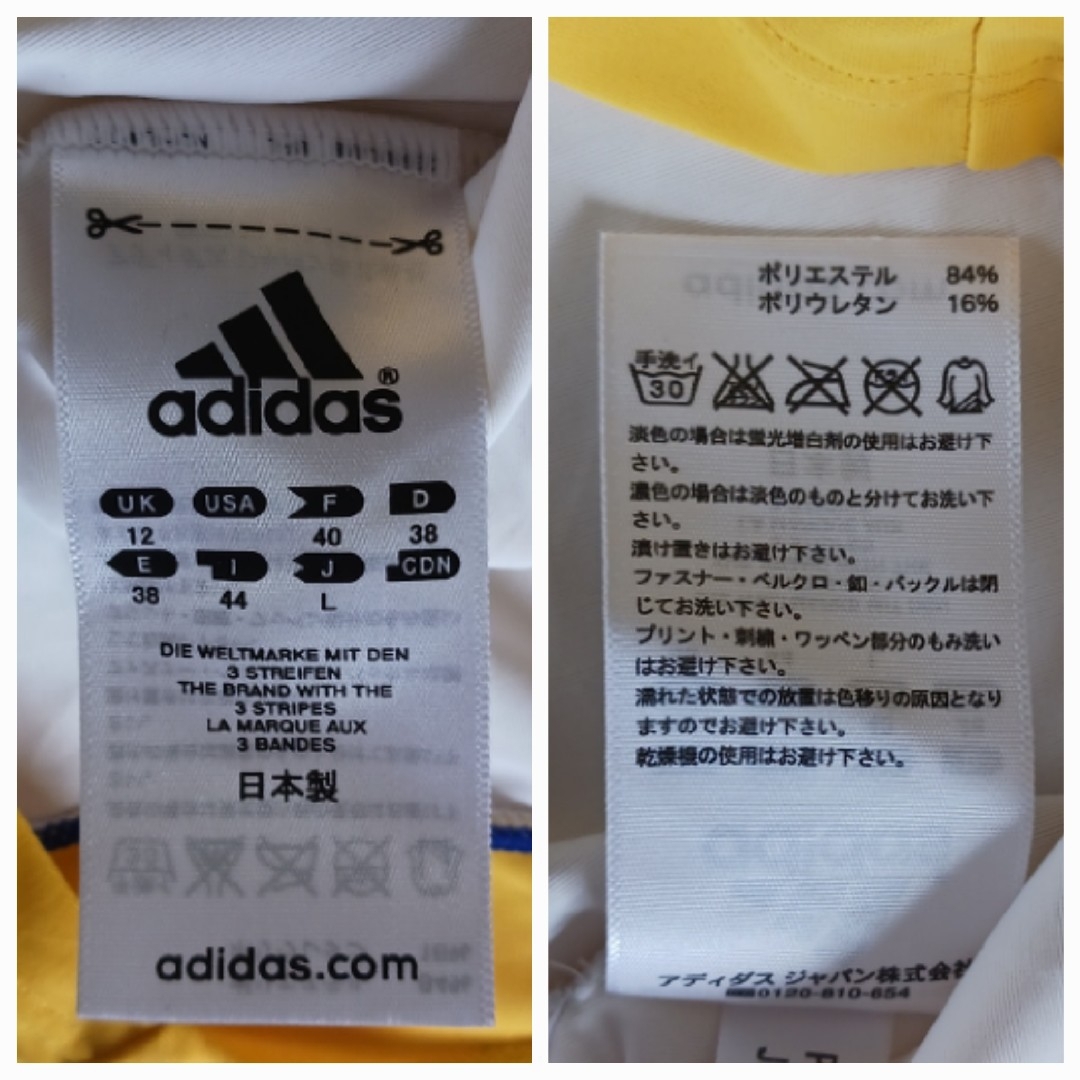 adidas®
UK USA F D
12 40 38
E I J CDN
38 44 L
DIE WELTMARKE MIT DEN
3 STREIFEN
THE BRAND WITH THE
3 STRIPES
LA MARQUE AUX
3 BANDES
日本製
adidas.com
ポリエステル 84%
ポリウレタン 16%
手洗イ
30
淡色の場合は蛍光増白剤の使用はお避け下
さい。
濃色の場合は淡色のものと分けてお洗い下
さい。
漬け置きはお避け下さい。
ファスナー・ベルクロ・釦・バックルは閉
じてお洗い下さい。
プリント・刺繍・ワッペン部分のもみ洗い
はお避け下さい。
濡れた状態での放置は色移りの原因となり
ますのでお避け下さい。
乾燥機の使用はお避け下さい。
アディダス ジャパン株式会社
0120-810-654